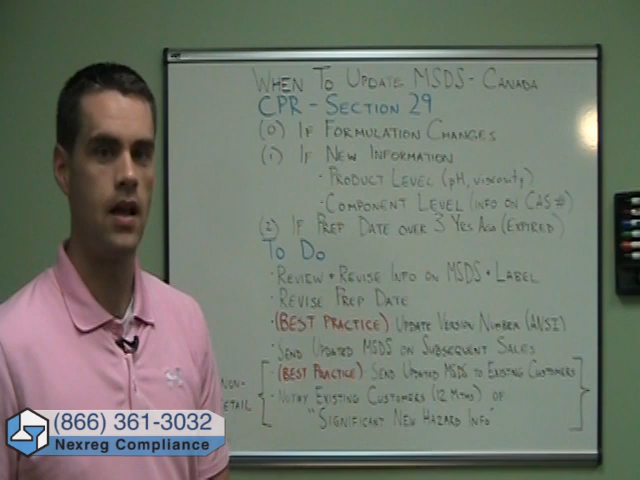 WHEN TO UPDATE MSDS - CANADA
CPR - SECTION 29
(0) IF FORMULATION CHANGES
(1) IF NEW INFORMATION
· PRODUCT LEVEL (pH, viscosity)
· COMPONENT LEVEL (INFO ON CAS #)
(2) IF PREP DATE OVER 3 YRS AGO (EXPIRED)
TO DO
· REVIEW + REVISE INFO ON MSDS + LABEL
· REVISE PREP DATE
· (BEST PRACTICE) UPDATE VERSION NUMBER (ANSI)
· SEND UPDATED MSDS ON SUBSEQUENT SALES
· (BEST PRACTICE) SEND UPDATED MSDS TO EXISTING CUSTOMERS
NON-
ETAIL
· NOTIFY EXISTING CUSTOMERS (12 MTHS) OF
"SIGNIFICANT NEW HAZARD INFO"
(866) 361-3032
Nexreg Compliance